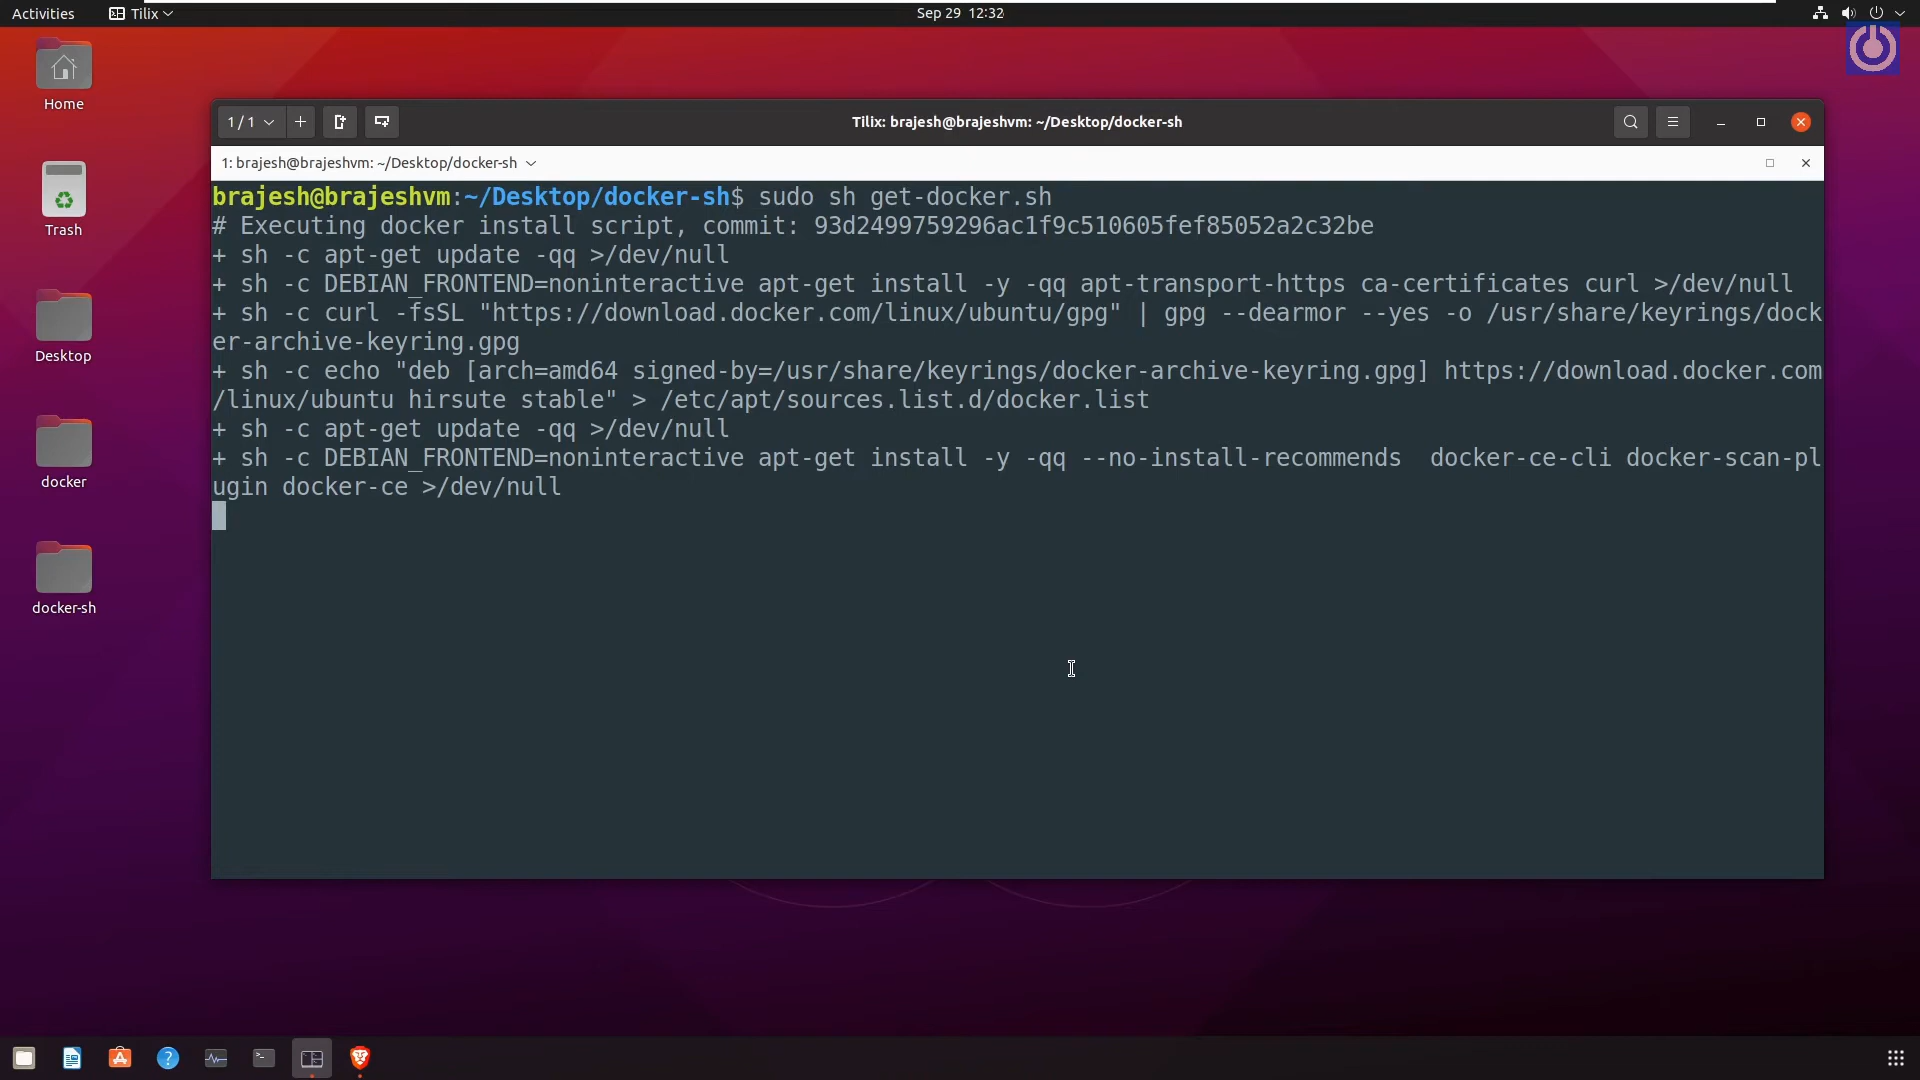 Activities
Tilix
Sep 29 12:32
Home
Trash
Desktop
docker
docker-sh
1 / 1
Tilix: brajesh@brajeshvm: ~/Desktop/docker-sh
1: brajesh@brajeshvm: ~/Desktop/docker-sh
brajesh@brajeshvm:~/Desktop/docker-sh$ sudo sh get-docker.sh
# Executing docker install script, commit: 93d2499759296ac1f9c510605fef85052a2c32be
+ sh -c apt-get update -qq >/dev/null
+ sh -c DEBIAN_FRONTEND=noninteractive apt-get install -y -qq apt-transport-https ca-certificates curl >/dev/null
+ sh -c curl -fsSL "https://download.docker.com/linux/ubuntu/gpg" | gpg --dearmor --yes -o /usr/share/keyrings/dock
er-archive-keyring.gpg
+ sh -c echo "deb [arch=amd64 signed-by=/usr/share/keyrings/docker-archive-keyring.gpg] https://download.docker.com
/linux/ubuntu hirsute stable" > /etc/apt/sources.list.d/docker.list
+ sh -c apt-get update -qq >/dev/null
+ sh -c DEBIAN_FRONTEND=noninteractive apt-get install -y -qq --no-install-recommends  docker-ce-cli docker-scan-pl
ugin docker-ce >/dev/null